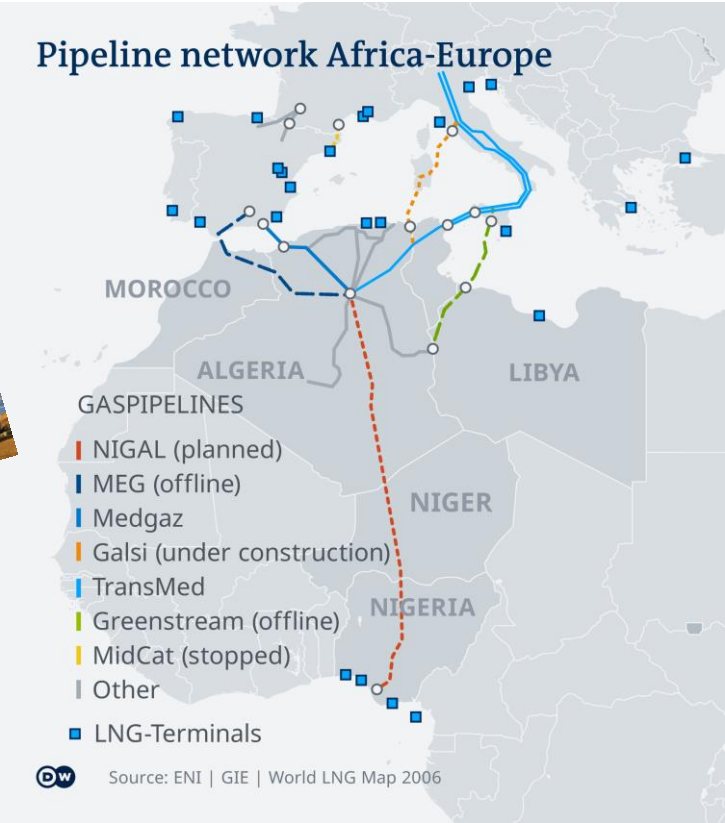 Pipeline network Africa-Europe
MOROCCO
ALGERIA
LIBYA
GASPIPELINES
NIGAL (planned)
MEG (offline)
NIGER
Medgaz
Galsi (under construction)
TransMed
NIGERIA
Greenstream (offline)
MidCat (stopped)
Other
LNG-Terminals
DW Source: ENI | GIE | World LNG Map 2006